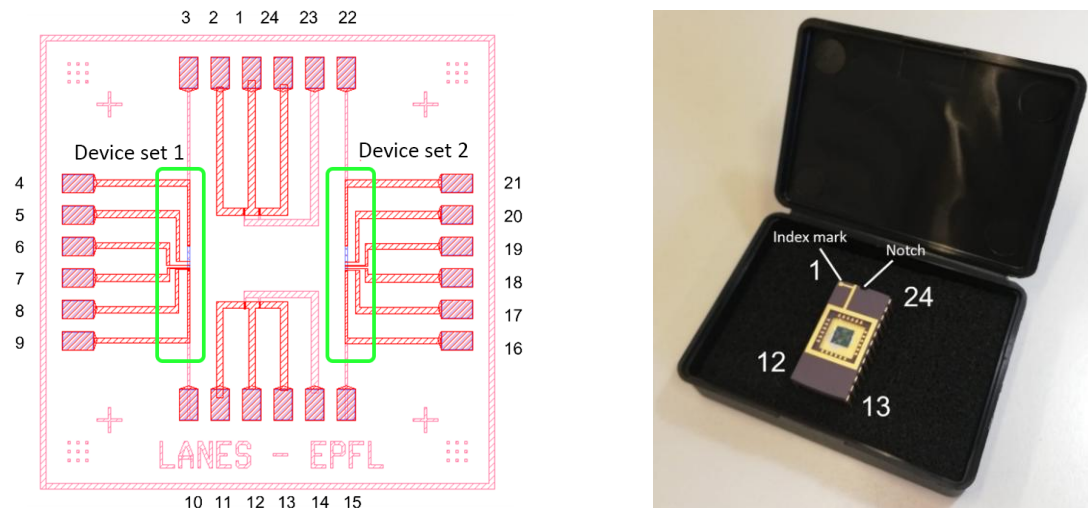 3 2 1 24 23 22
Device set 1
Device set 2
4
5
6
7
8
9
21
20
19
18
17
16
LANES - EPFL
10 11 12 13 14 15
Index mark
Notch
1
24
12
13